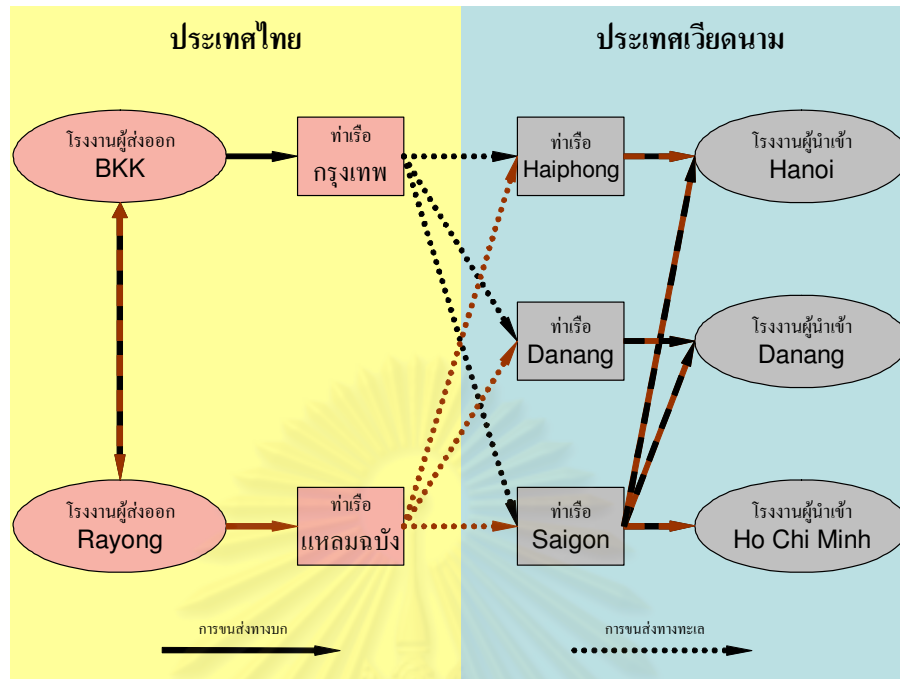 ประเทศไทย
ประเทศเวียดนาม
โรงงานผู้ส่งออก
BKK
ท่าเรือ
กรุงเทพ
ท่าเรือ
Haiphong
โรงงานผู้นำเข้า
Hanoi
ท่าเรือ
Danang
โรงงานผู้นำเข้า
Danang
โรงงานผู้ส่งออก
Rayong
ท่าเรือ
แหลมฉบัง
ท่าเรือ
Saigon
โรงงานผู้นำเข้า
Ho Chi Minh
การขนส่งทางบก
การขนส่งทางทะเล